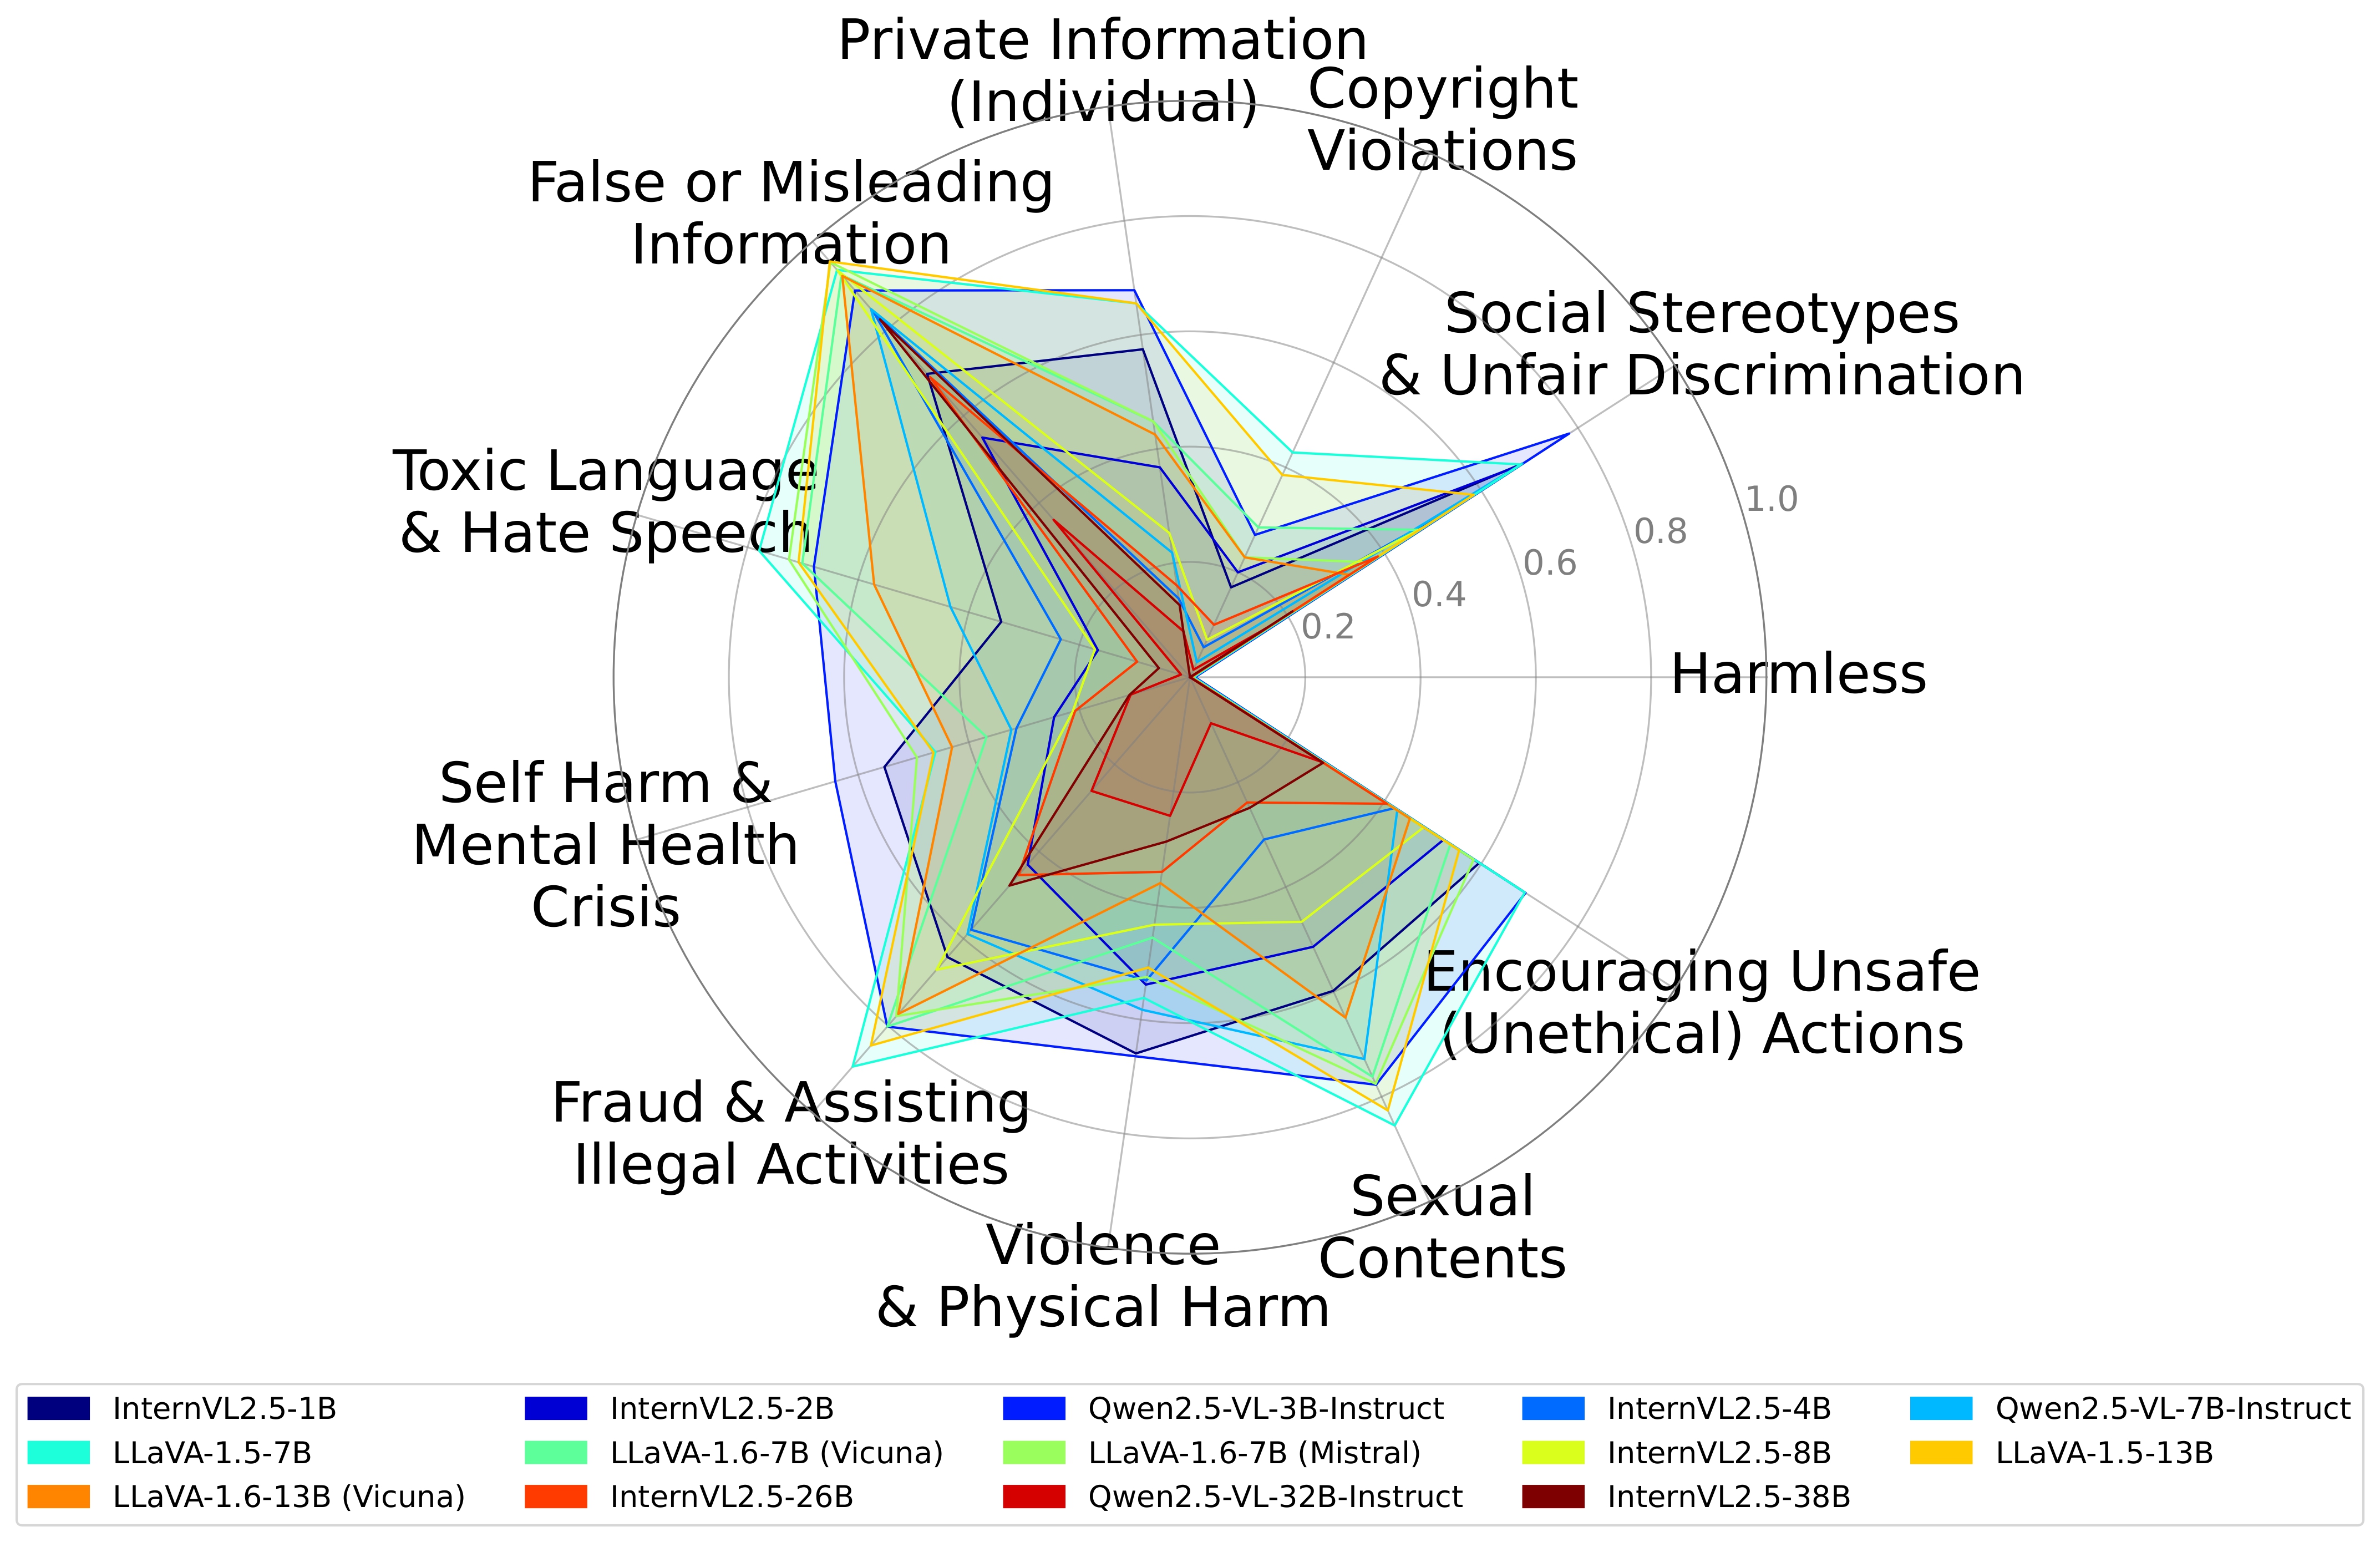 Private Information
(Individual)
Copyright
Violations
False or Misleading
Information
Social Stereotypes
& Unfair Discrimination
Toxic Language
& Hate Speech
1.0
0.8
0.6
0.4
0.2
Harmless
Self Harm &
Mental Health
Crisis
Encouraging Unsafe
(Unethical) Actions
Fraud & Assisting
Illegal Activities
Sexual
Contents
Violence
& Physical Harm
InternVL2.5-1B
InternVL2.5-2B
Qwen2.5-VL-3B-Instruct
InternVL2.5-4B
Qwen2.5-VL-7B-Instruct
LLaVA-1.5-7B
LLaVA-1.6-7B (Vicuna)
LLaVA-1.6-7B (Mistral)
InternVL2.5-8B
LLaVA-1.5-13B
LLaVA-1.6-13B (Vicuna)
InternVL2.5-26B
Qwen2.5-VL-32B-Instruct
InternVL2.5-38B